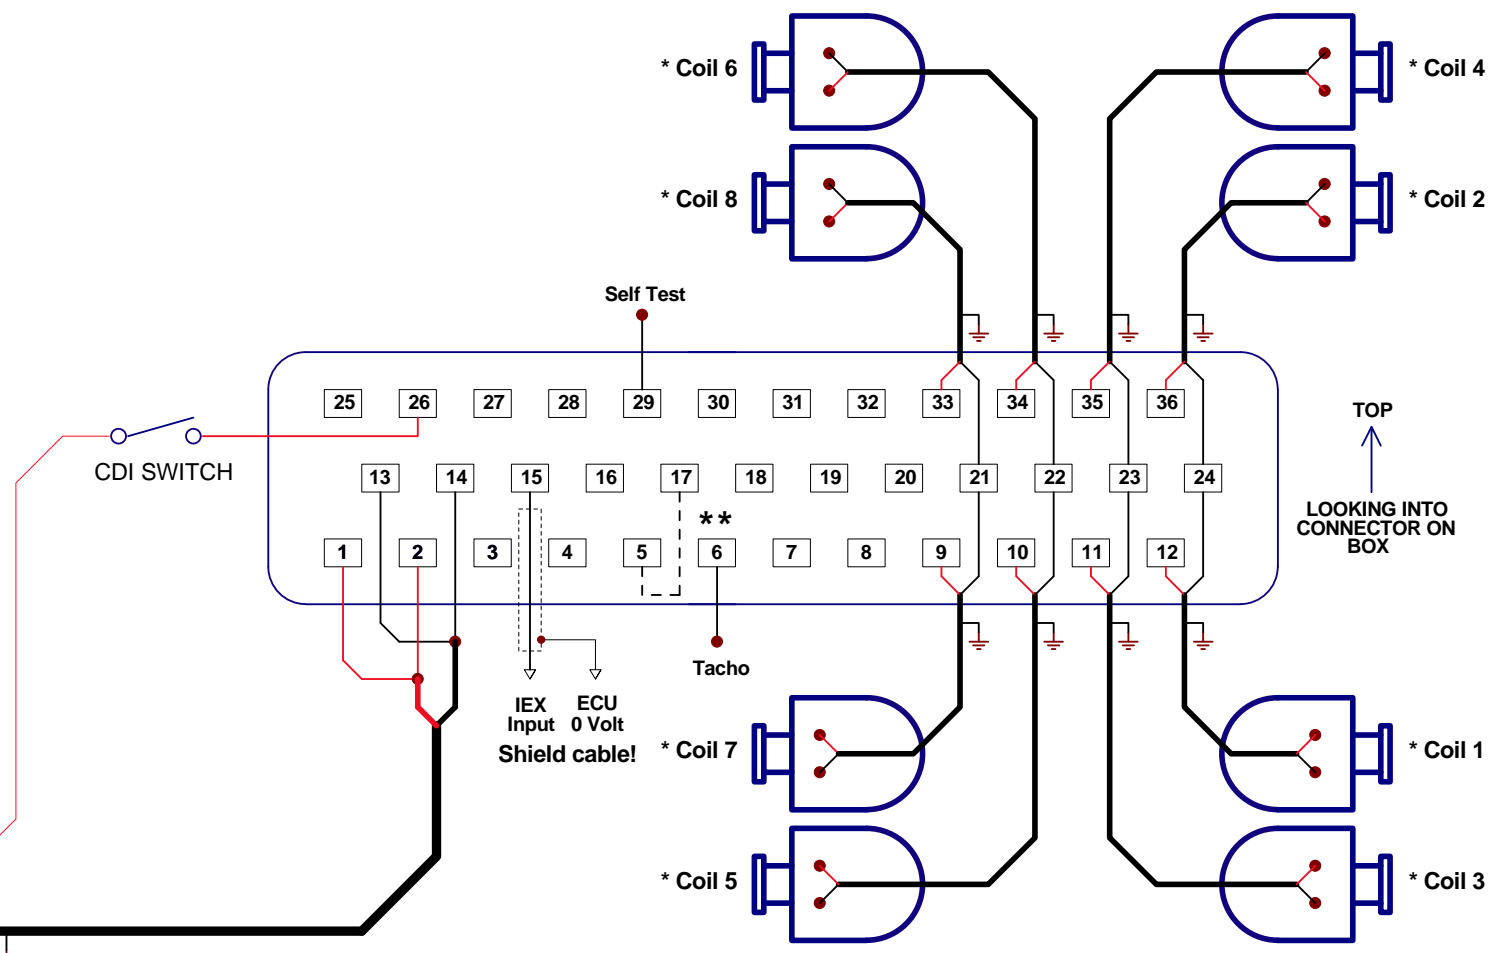 * Coil 6
* Coil 4
* Coil 8
* Coil 2
Self Test
25 26 27 28 29 30 31 32 33 34 35 36
TOP
CDI SWITCH
13 14 15 16 17 18 19 20 21 22 23 24
LOOKING INTO
CONNECTOR ON
BOX
**
1 2 3 4 5 6 7 8 9 10 11 12
Tacho
IEX
Input
ECU
0 Volt
Shield cable!
* Coil 7
* Coil 1
* Coil 5
* Coil 3